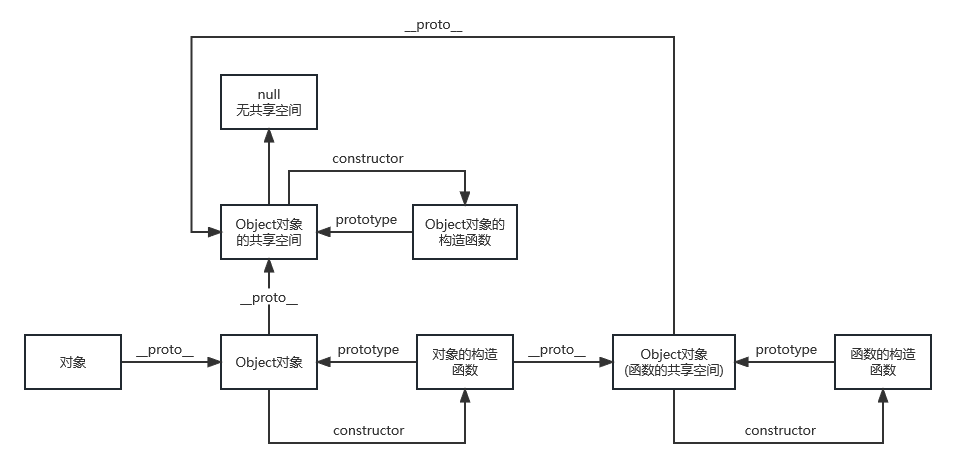 __proto__
null
无共享空间
constructor
Object对象
的共享空间
prototype
Object对象的
构造函数
__proto__
对象
__proto__
Object对象
prototype
对象的构造
函数
__proto__
Object对象
(函数的共享空间)
prototype
函数的构造
函数
constructor
constructor